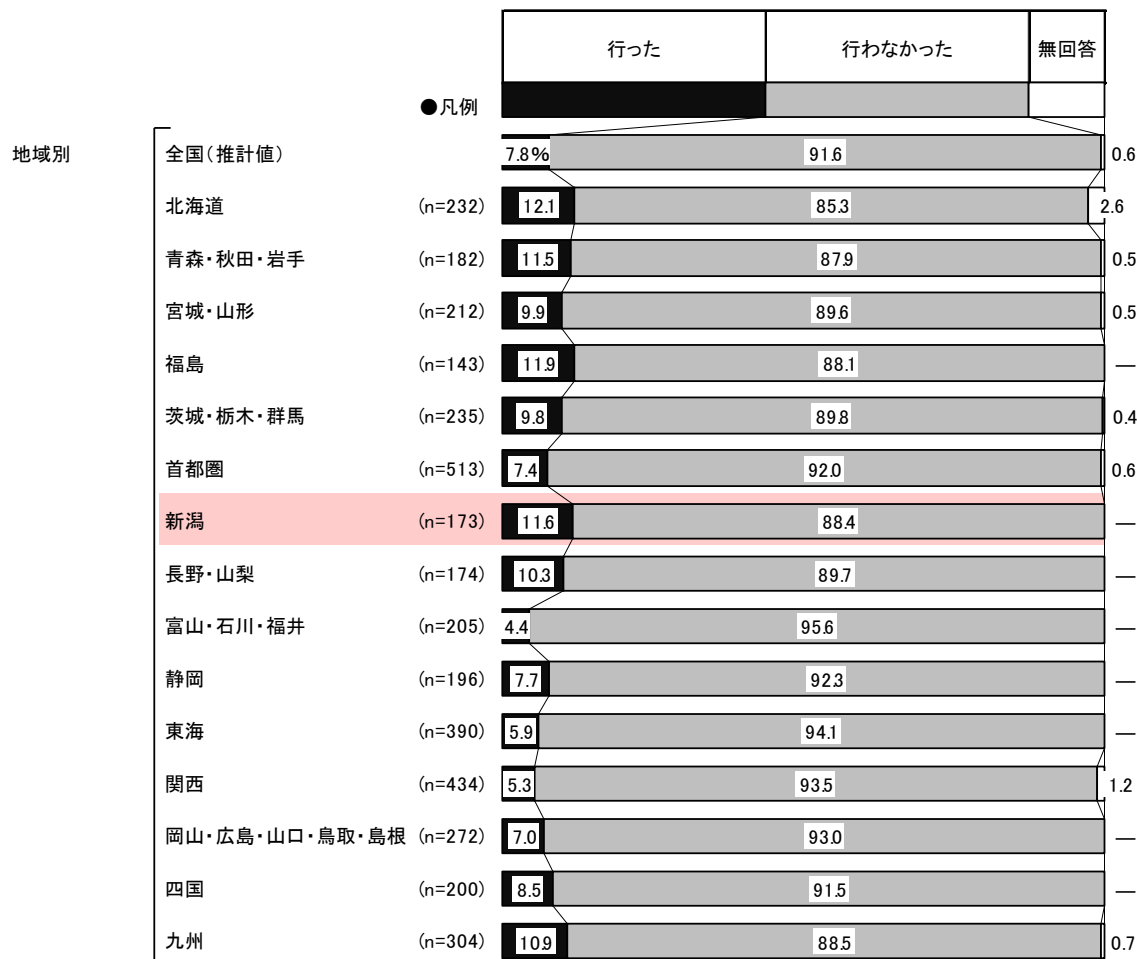 行った 行わなかった 無回答
●凡例
地域別 全国(推計値) 7.8% 91.6 0.6
北海道 (n=232) 12.1 85.3 2.6
青森・秋田・岩手 (n=182) 11.5 87.9 0.5
宮城・山形 (n=212) 9.9 89.6 0.5
福島 (n=143) 11.9 88.1 ―
茨城・栃木・群馬 (n=235) 9.8 89.8 0.4
首都圏 (n=513) 7.4 92.0 0.6
新潟 (n=173) 11.6 88.4 ―
長野・山梨 (n=174) 10.3 89.7 ―
富山・石川・福井 (n=205) 4.4 95.6 ―
静岡 (n=196) 7.7 92.3 ―
東海 (n=390) 5.9 94.1 ―
関西 (n=434) 5.3 93.5 1.2
岡山・広島・山口・鳥取・島根 (n=272) 7.0 93.0 ―
四国 (n=200) 8.5 91.5 ―
九州 (n=304) 10.9 88.5 0.7